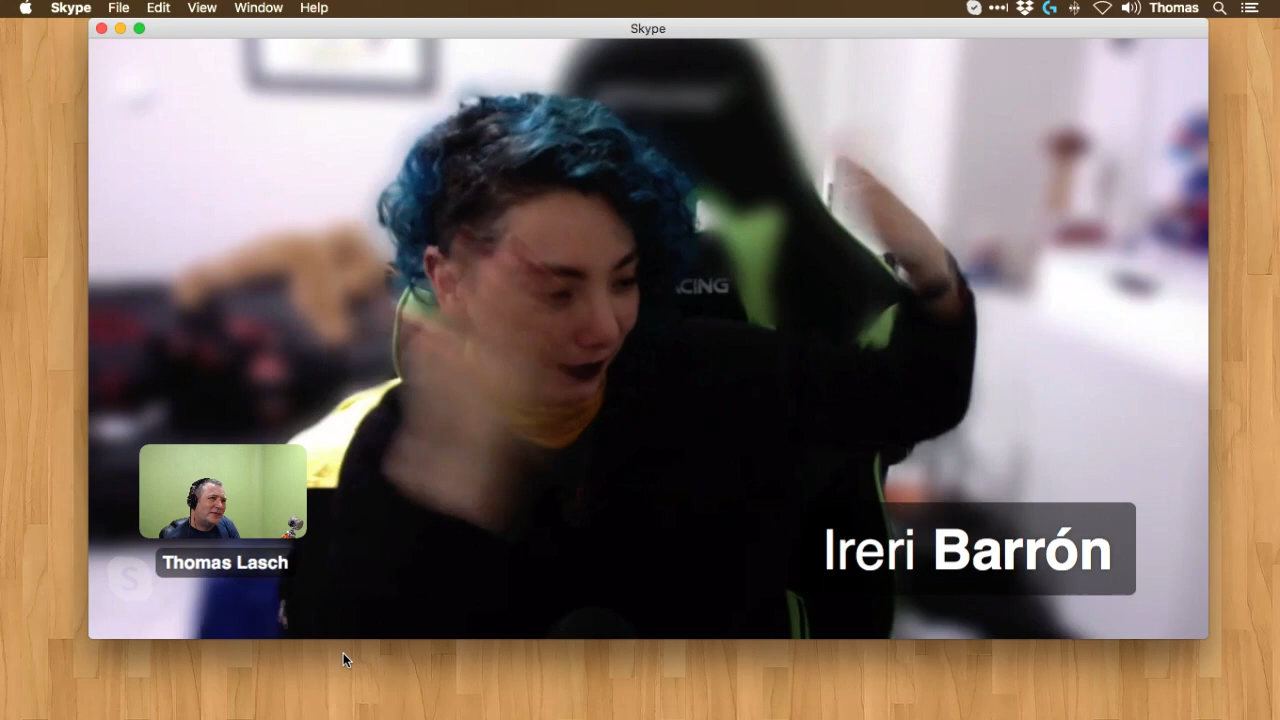 Skype File Edit View Window Help Thomas
Skype
CING
Thomas Lasch
S
Ireri Barrón